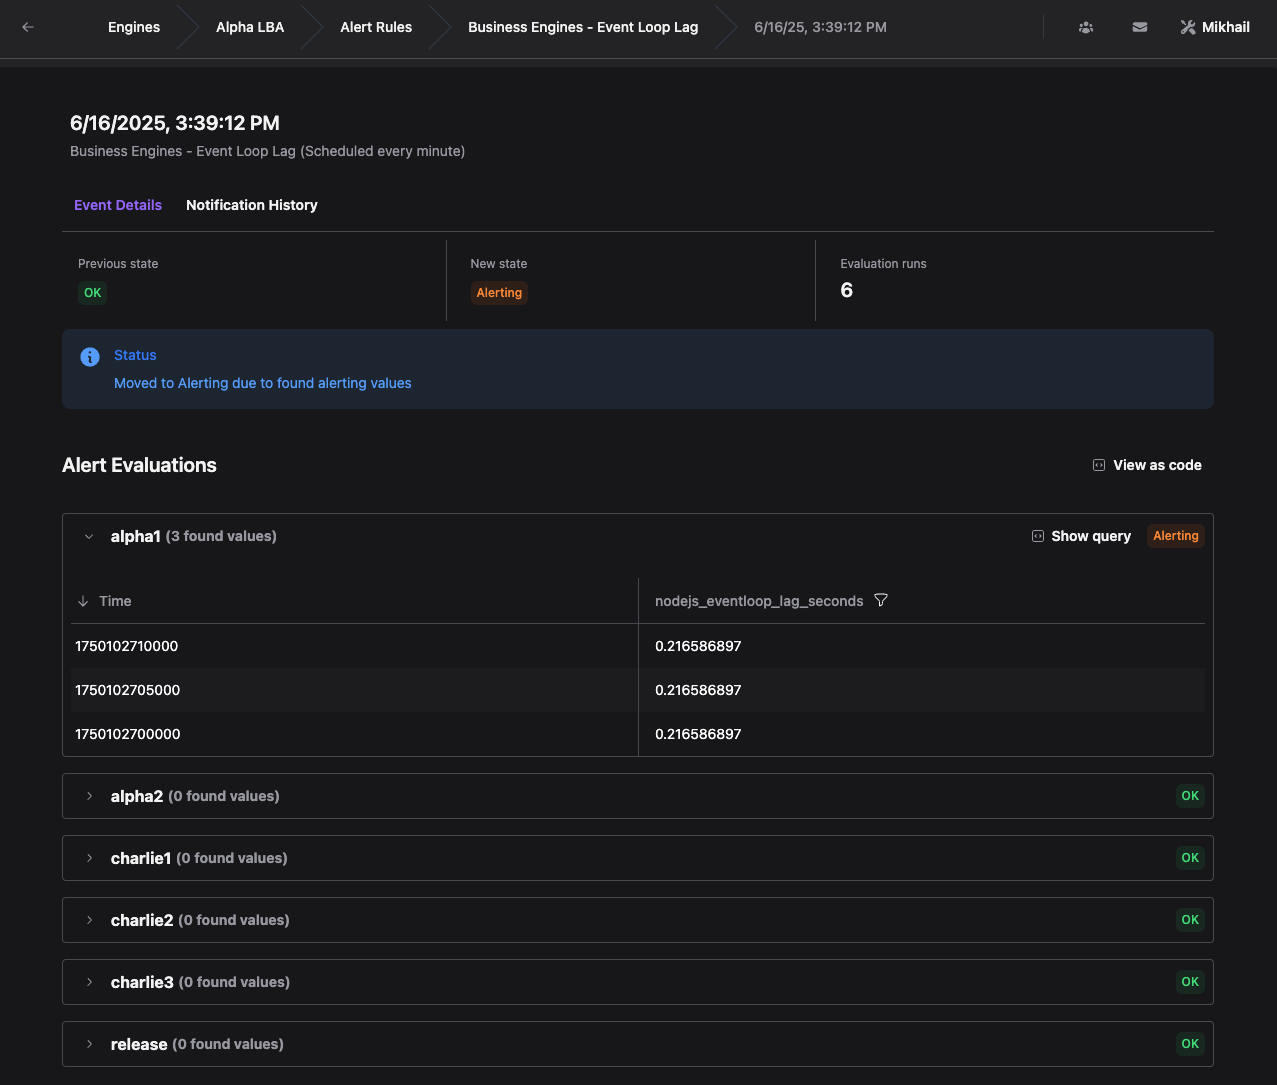 Engines
Alpha LBA
Alert Rules
Business Engines - Event Loop Lag
6/16/25, 3:39:12 PM
Mikhail
6/16/2025, 3:39:12 PM
Business Engines - Event Loop Lag (Scheduled every minute)
Event Details
Notification History
Previous state
OK
New state
Alerting
Evaluation runs
6
Status
Moved to Alerting due to found alerting values
Alert Evaluations
View as code
alpha1 (3 found values)
Show query
Alerting
Time
nodejs_eventloop_lag_seconds
1750102710000
0.216586897
1750102705000
0.216586897
1750102700000
0.216586897
alpha2 (0 found values)
OK
charlie1 (0 found values)
OK
charlie2 (0 found values)
OK
charlie3 (0 found values)
OK
release (0 found values)
OK